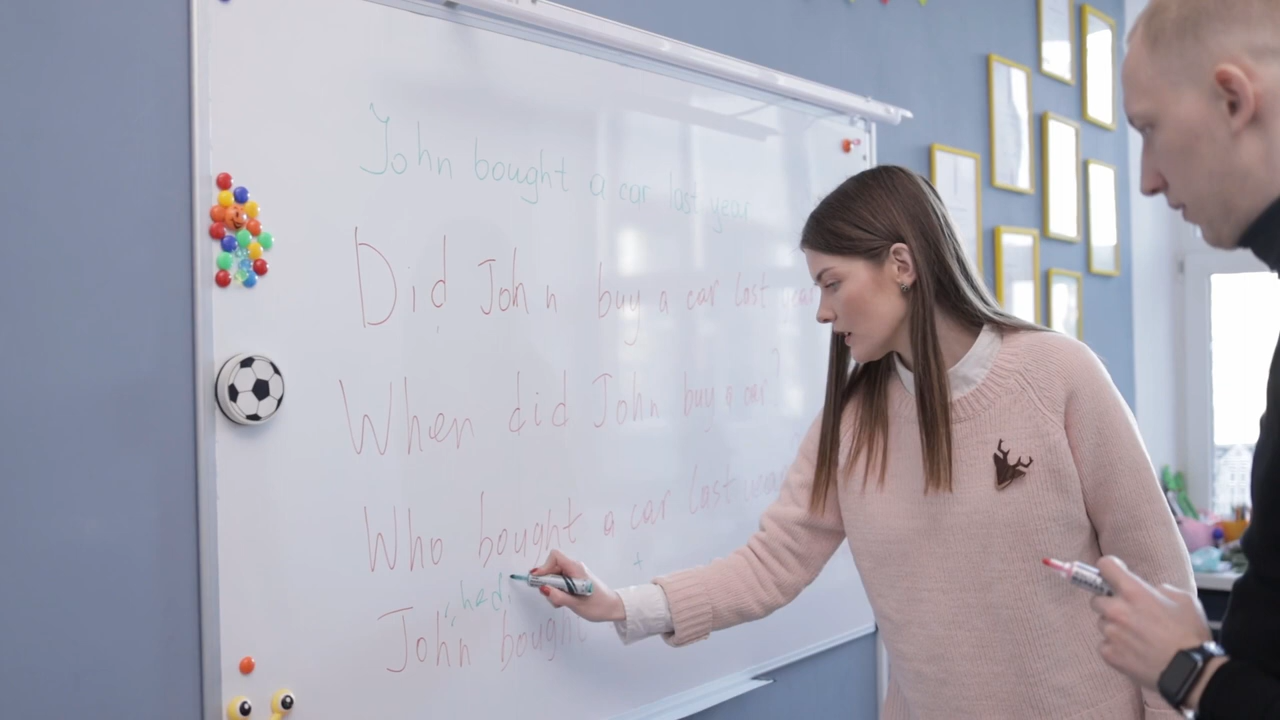 John bought a car last year
Did John buy a car last year
When did John buy a car?
Who bought a car last year
had
John bought